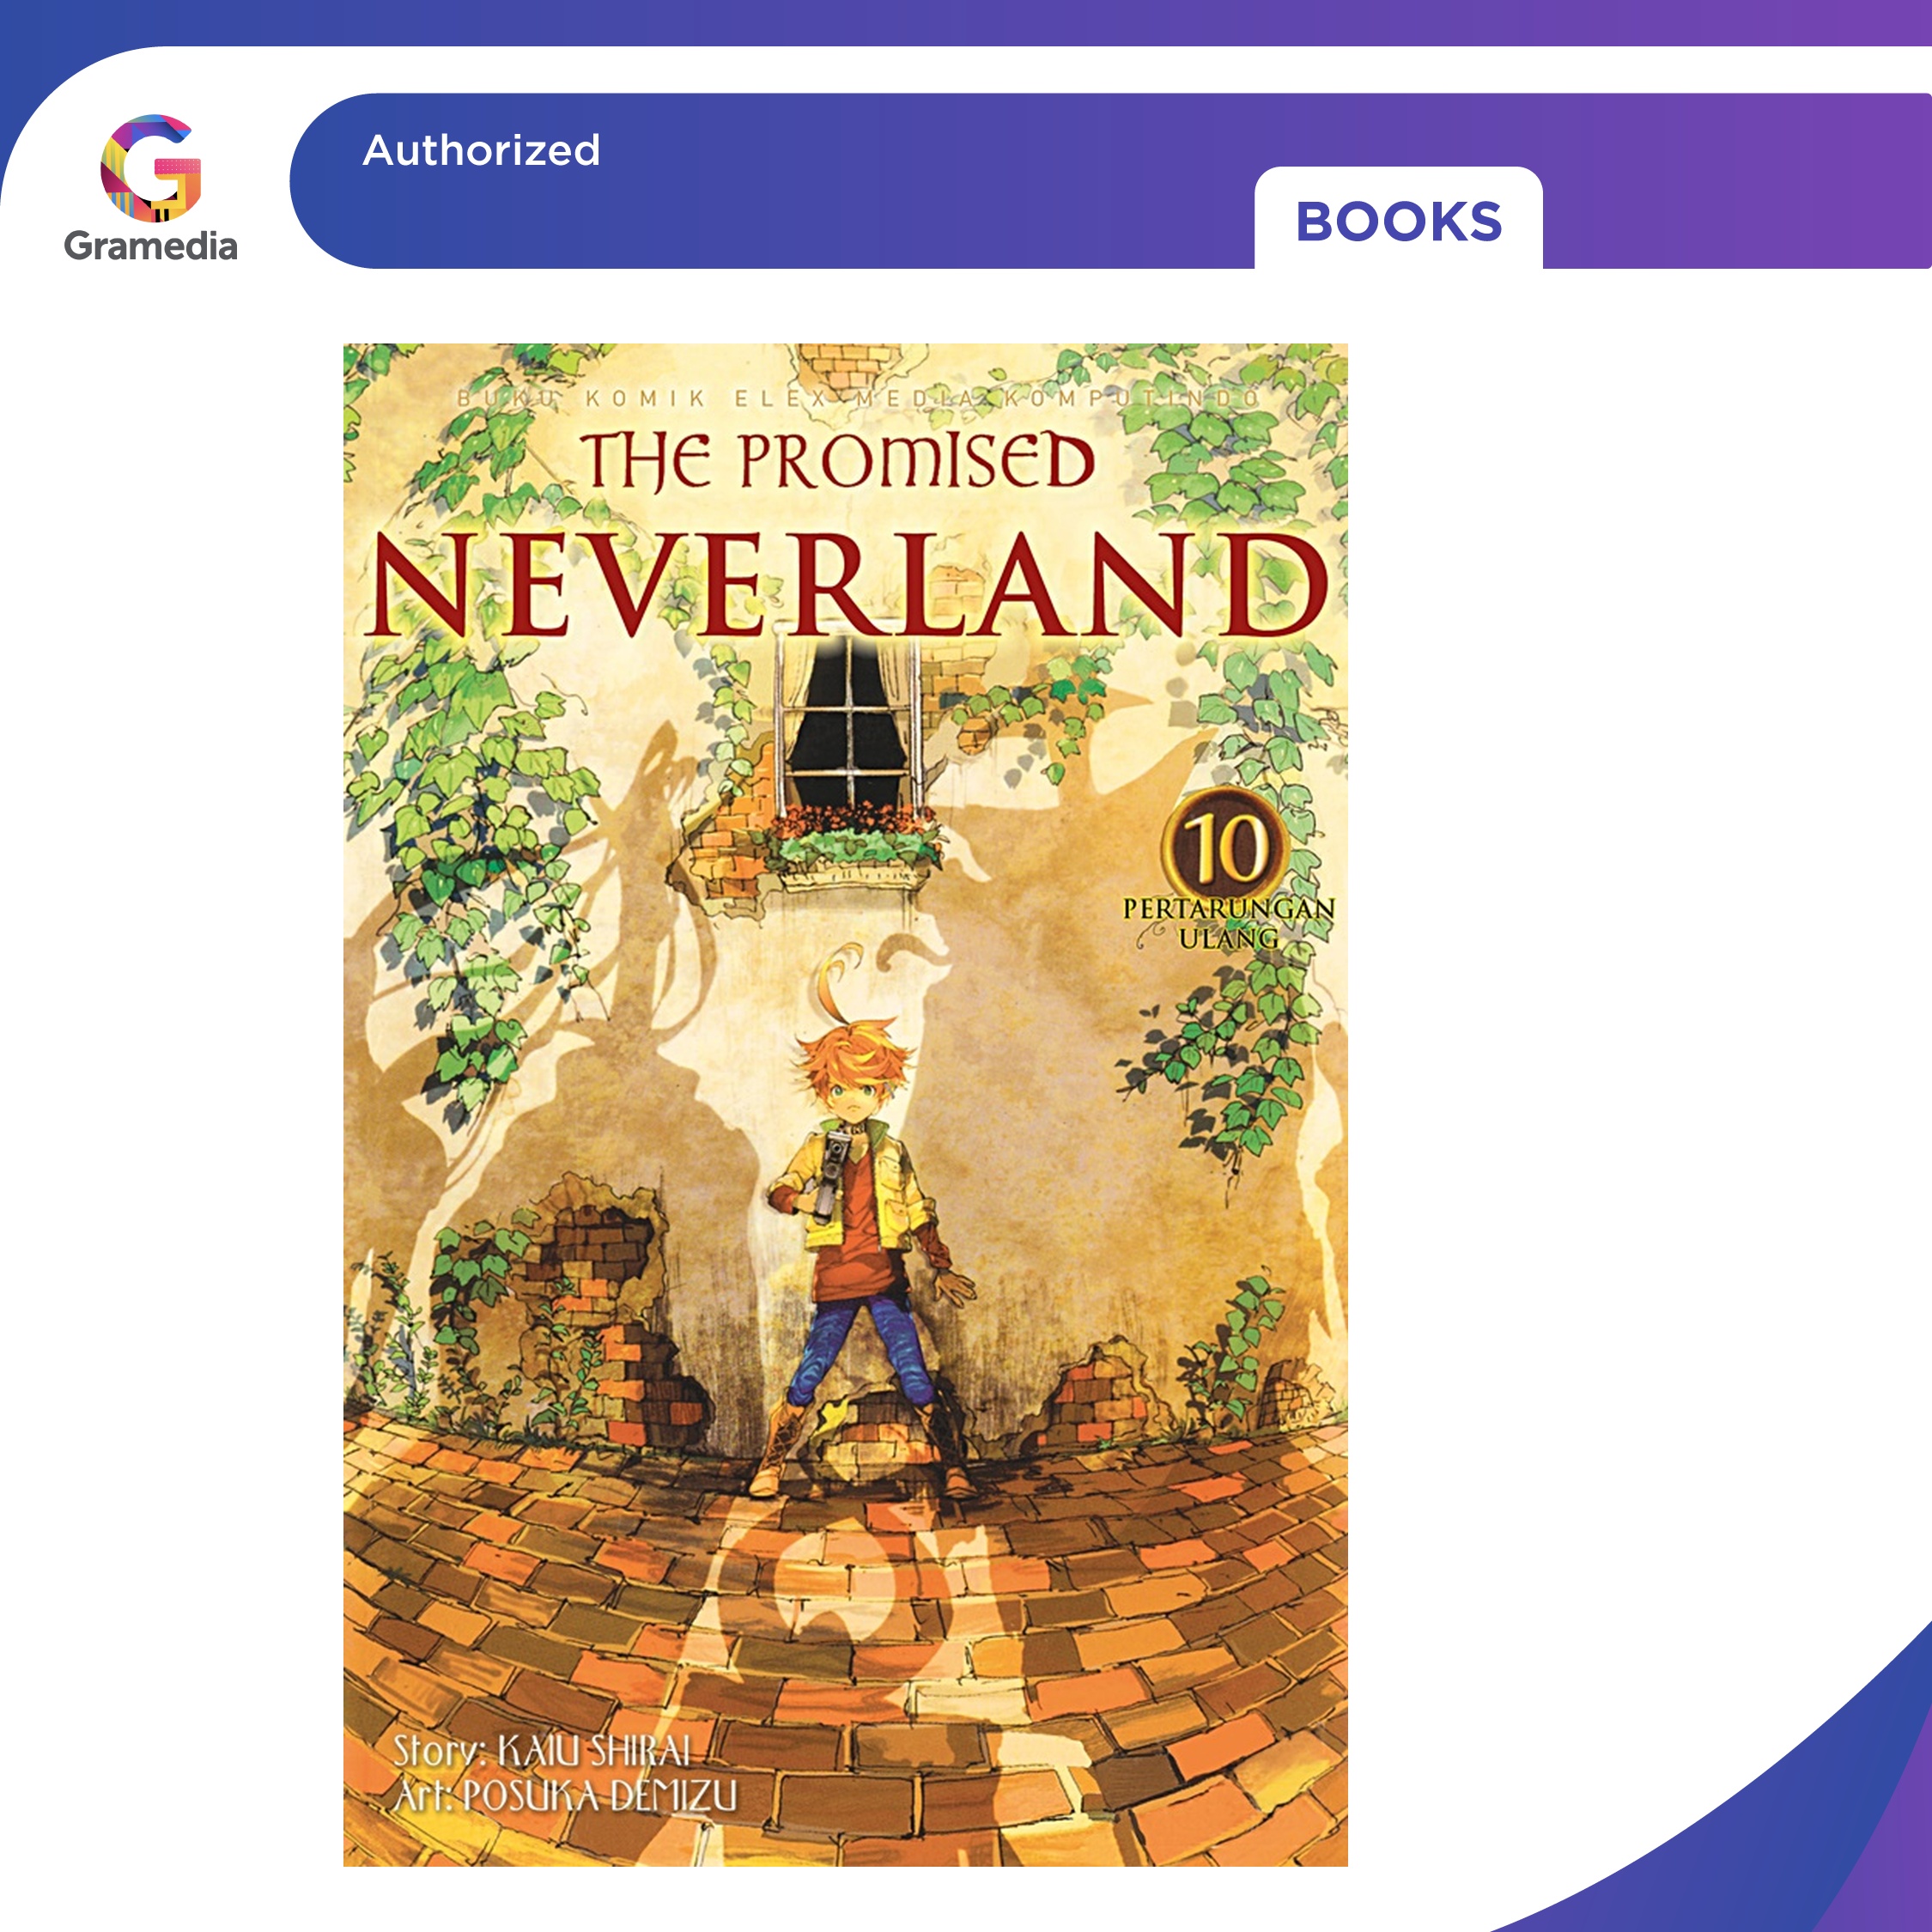 Gramedia
Authorized
BOOKS
BUKU KOMIK ELEX MEDIA KOMPUTINDO
THE PROMISED
NEVERLAND
10
PERTARUNGAN
ULANG
Story: KAIU SHIRAI
Art: POSUKA DEMIZU